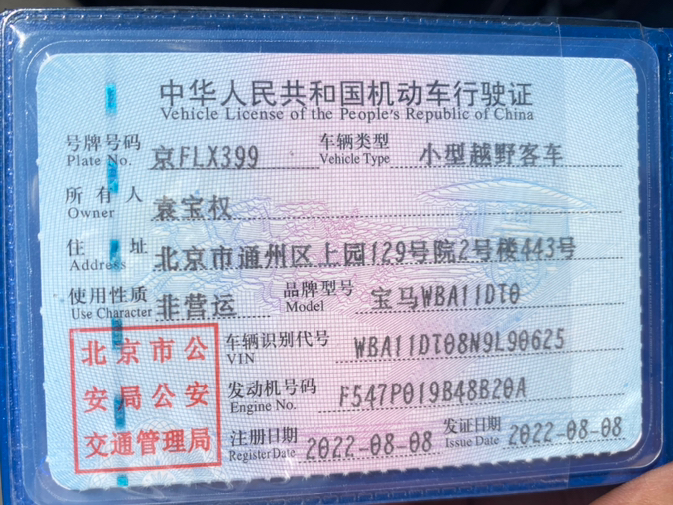 中华人民共和国机动车行驶证
Vehicle License of the People's Republic of China
号牌号码 京FLX399 车辆类型 小型越野客车
Plate No. Vehicle Type
所有人 袁宝权
Owner
住址 北京市通州区上园129号院2号楼443号
Address
使用性质 非营运 品牌型号 宝马WBA11DT0
Use Character Model
北京市公
安局公安
交通管理局
车辆识别代号 WBA11DT08N9L90625
VIN
发动机号码 F547P019B48B20A
Engine No.
注册日期 2022-08-08 发证日期 2022-08-08
Register Date Issue Date